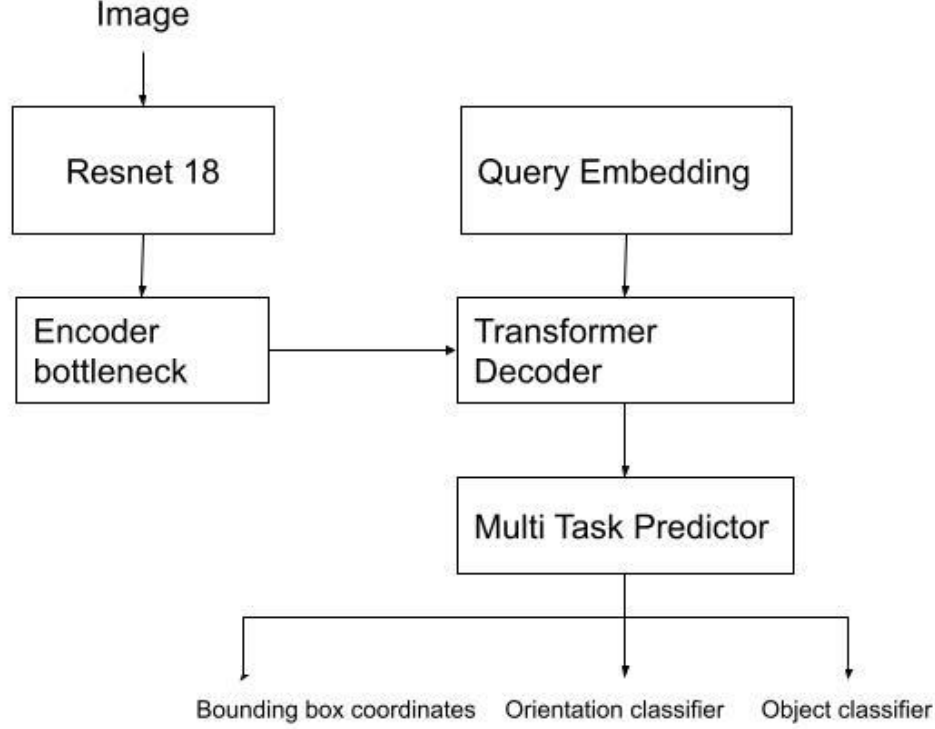 Image
Resnet 18
Query Embedding
Encoder
bottleneck
Transformer
Decoder
Multi Task Predictor
Bounding box coordinates
Orientation classifier
Object classifier